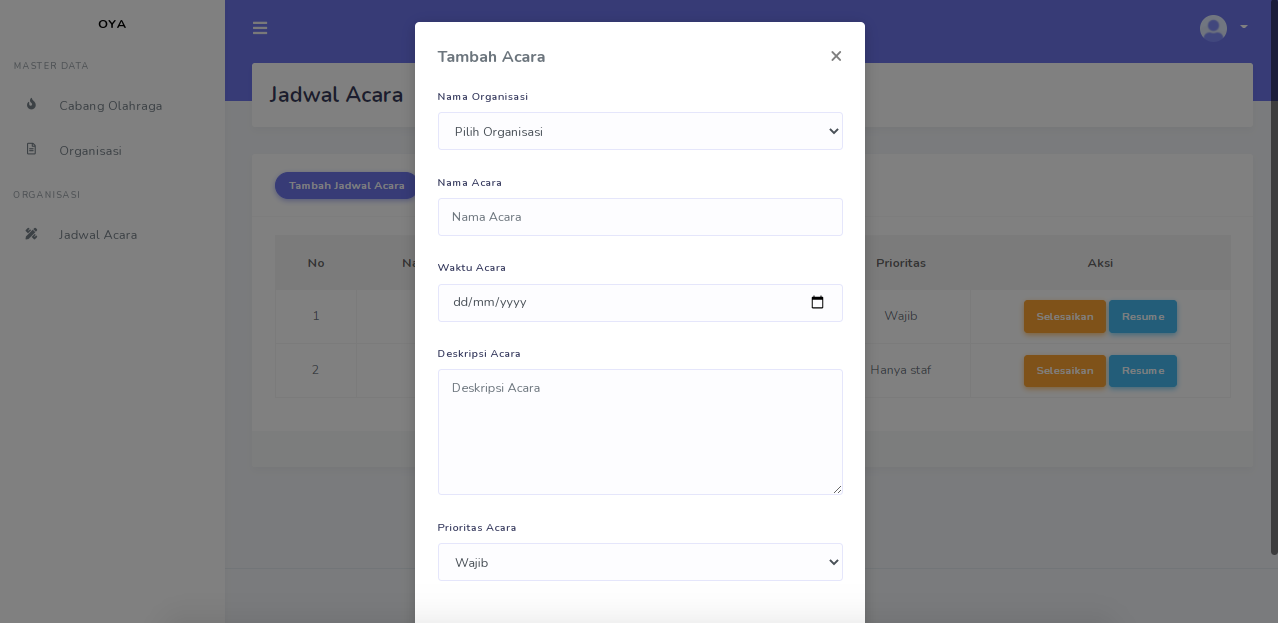 OYA
MASTER DATA
Cabang Olahraga
Organisasi
ORGANISASI
Jadwal Acara
Jadwal Acara
Tambah Jadwal Acara
No
Prioritas
Aksi
1
Wajib
Selesaikan
Resume
2
Hanya staf
Selesaikan
Resume
Tambah Acara
×
Nama Organisasi
Pilih Organisasi
Nama Acara
Nama Acara
Waktu Acara
dd/mm/yyyy
Deskripsi Acara
Deskripsi Acara
Prioritas Acara
Wajib